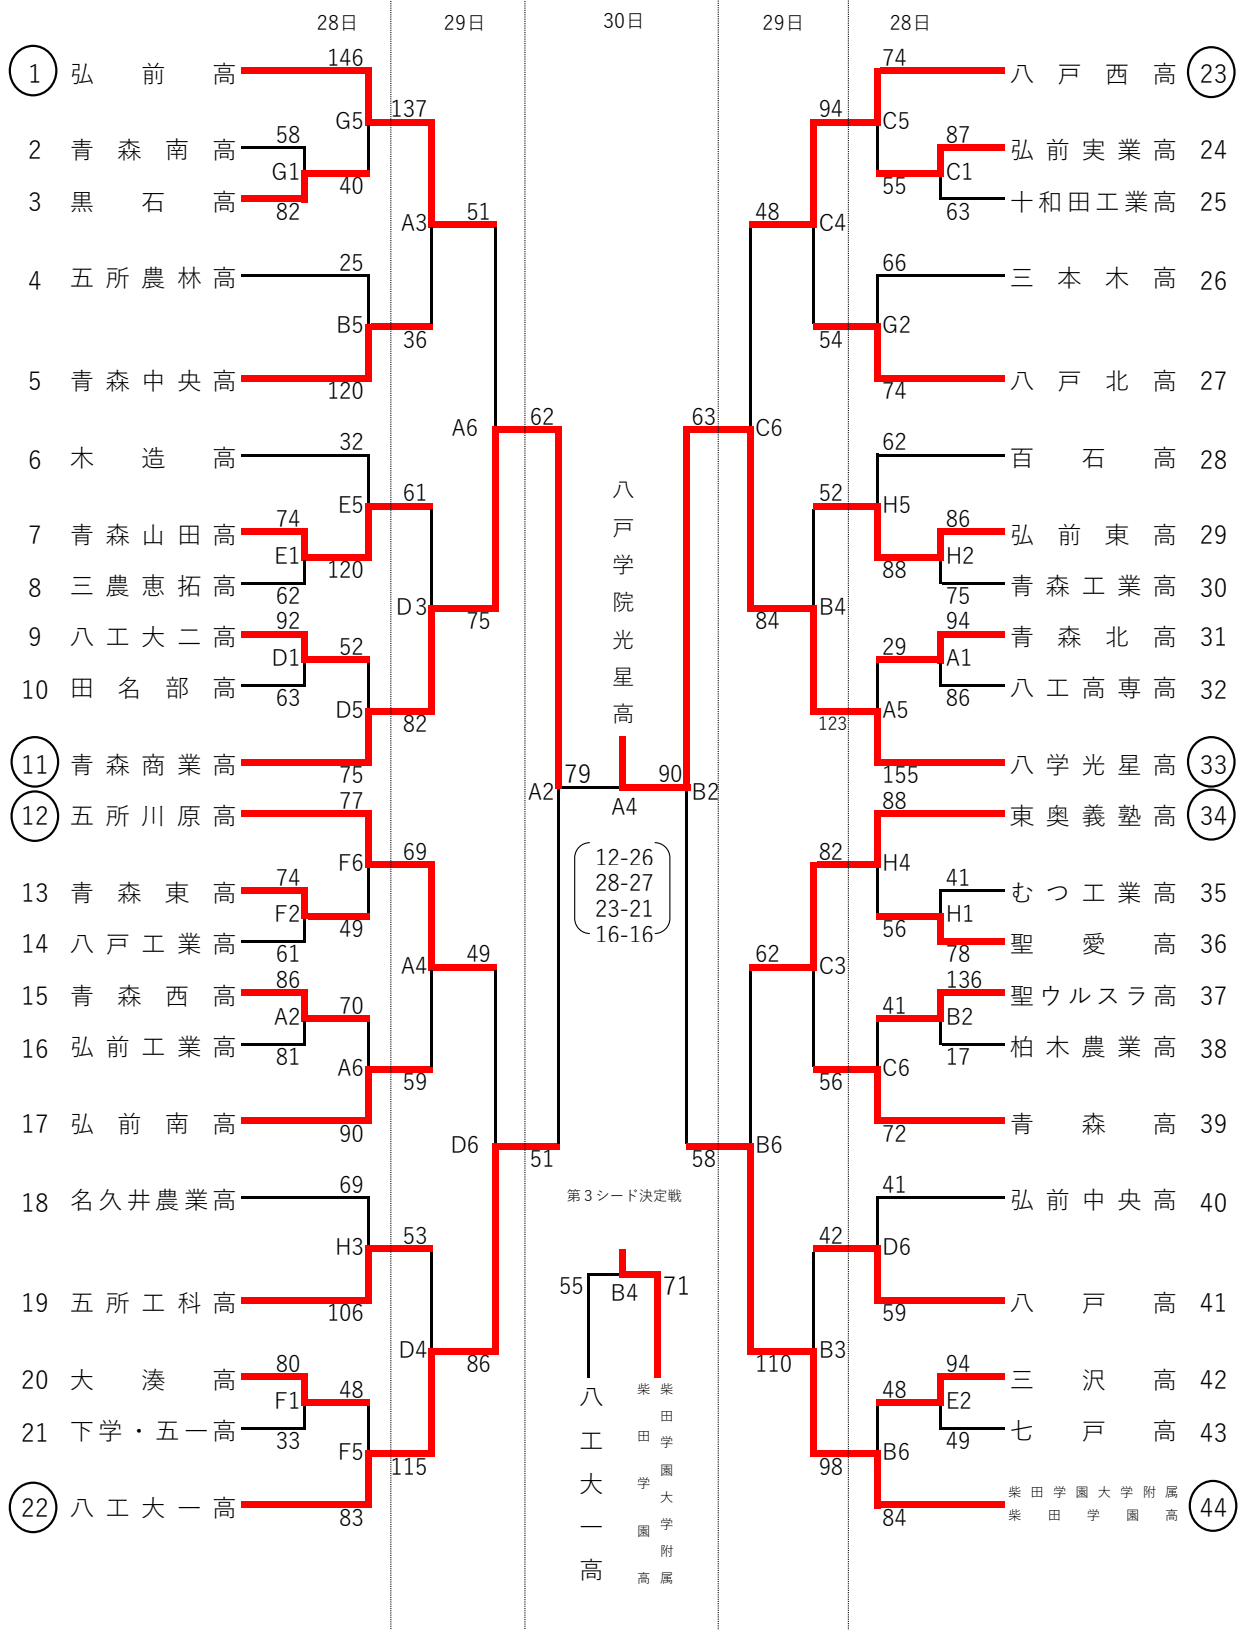 28日 29日 30日 29日 28日
1 弘前高 146
G5 137
2 青森南高 58
G1
3 黒石高 82
40
A3 51
4 五所農林高 25
B5 36
5 青森中央高 120
A6 62
6 木造高 32
E5 61
7 青森山田高 74
E1 120
8 三農恵拓高 62
D3 75
9 八工大二高 92
D1 52
10 田名部高 63
D5 82
11 青森商業高 75
A2 79
12 五所川原高 77
F6 69
13 青森東高 74
F2 49
14 八戸工業高 61
A4 49
15 青森西高 86
A2 70
16 弘前工業高 81
A6 59
17 弘前南高 90
D6 51
18 名久井農業高 69
H3 53
19 五所工科高 106
D4 86
20 大湊高 80
F1 48
21 下学・五一高 33
F5 115
22 八工大一高 83
八戸学院光星高
A4
12-26
28-27
23-21
16-16
第3シード決定戦
55 B4 71
八工大一高
柴田学園大学附属
柴田学園高
74 八戸西高 23
94 C5
87 弘前実業高 24
55 C1
63 十和田工業高 25
48 C4
66 三本木高 26
54 G2
74 八戸北高 27
63 C6
62 百石高 28
52 H5
86 弘前東高 29
88 H2
75 青森工業高 30
84 B4
94 青森北高 31
29 A1
86 八工高専高 32
123 A5
155 八学光星高 33
90 B2
88 東奥義塾高 34
82 H4
41 むつ工業高 35
56 H1
78 聖愛高 36
62 C3
136 聖ウルスラ高 37
41 B2
17 柏木農業高 38
56 C6
72 青森高 39
58 B6
41 弘前中央高 40
42 D6
59 八戸高 41
110 B3
94 三沢高 42
48 E2
49 七戸高 43
98 B6
84 柴田学園大学附属
柴田学園高 44